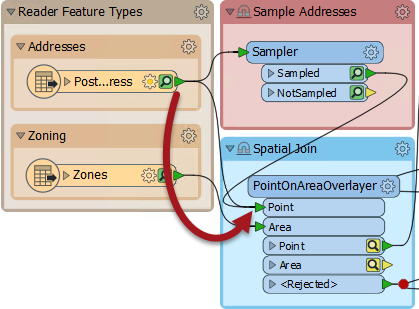 Reader Feature Types
Addresses
Post...ress
Zoning
Zones
Sample Addresses
Sampler
Sampled
NotSampled
Spatial Join
PointOnAreaOverlayer
Point
Area
Point
Area
<Rejected>